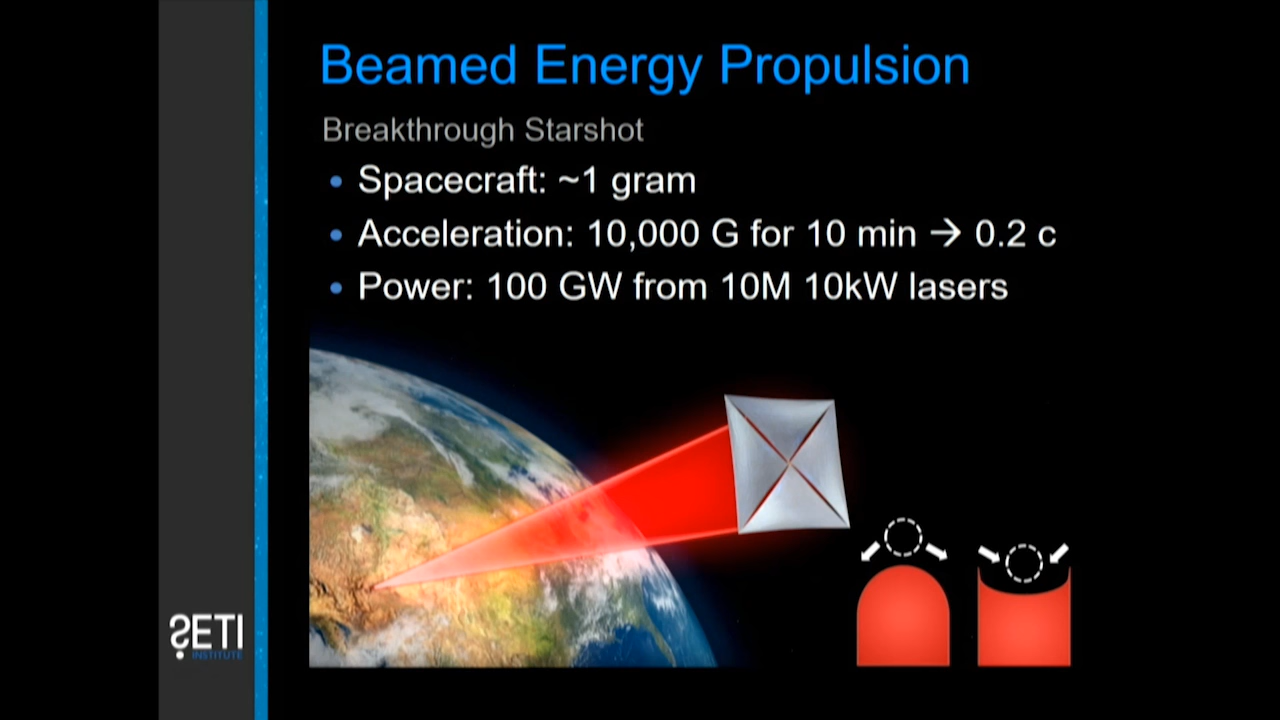 Beamed Energy Propulsion
Breakthrough Starshot
• Spacecraft: ~1 gram
• Acceleration: 10,000 G for 10 min → 0.2 c
• Power: 100 GW from 10M 10kW lasers
SETI
INSTITUTE